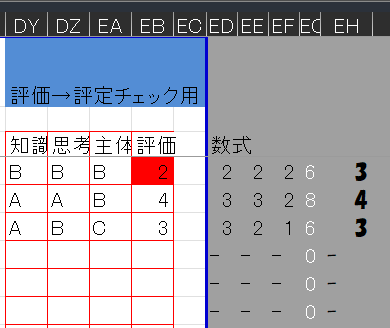 DY DZ EA EB EC ED EE EF EG EH
評価→評定チェック用
知識 思考 主体 評価 数式
B B B 2 2 2 2 6 3
A A B 4 3 3 2 8 4
A B C 3 3 2 1 6 3
- - - 0 -
- - - 0 -
- - - 0 -